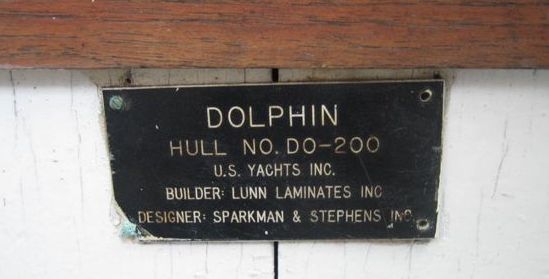 DOLPHIN
HULL NO. DO-200
U.S. YACHTS INC.
BUILDER: LUNN LAMINATES INC
DESIGNER: SPARKMAN & STEPHENS INC.